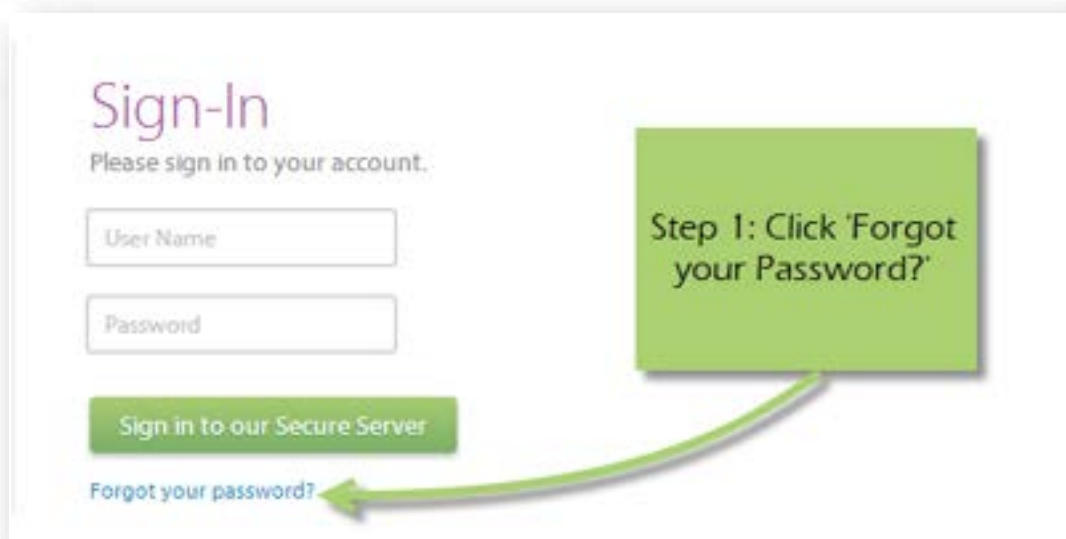 Sign-In
Please sign in to your account.
User Name
Password
Sign in to our Secure Server
Forgot your password?
Step 1: Click 'Forgot
your Password?'